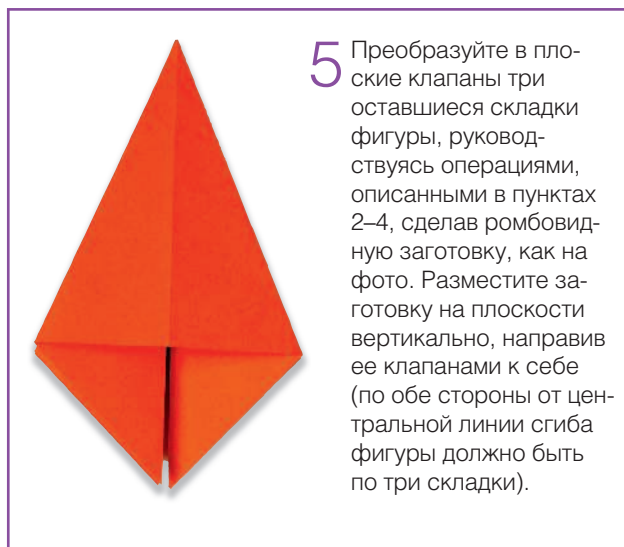 5 Преобразуйте в пло-
ские клапаны три
оставшиеся складки
фигуры, руковод-
ствуясь операциями,
описанными в пунктах
2–4, сделав ромбовид-
ную заготовку, как на
фото. Разместите за-
готовку на плоскости
вертикально, направив
ее клапанами к себе
(по обе стороны от цен-
тральной линии сгиба
фигуры должно быть
по три складки).